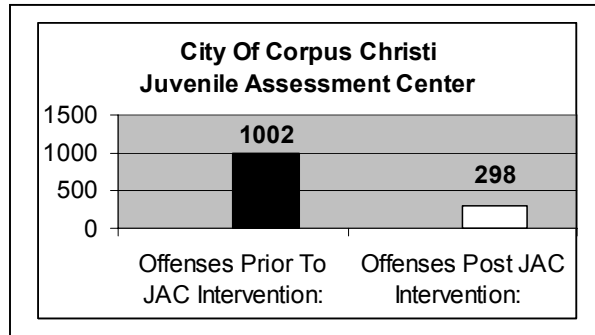 City Of Corpus Christi
Juvenile Assessment Center
1500
1000
500
0
1002
298
Offenses Prior To
JAC Intervention:
Offenses Post JAC
Intervention: